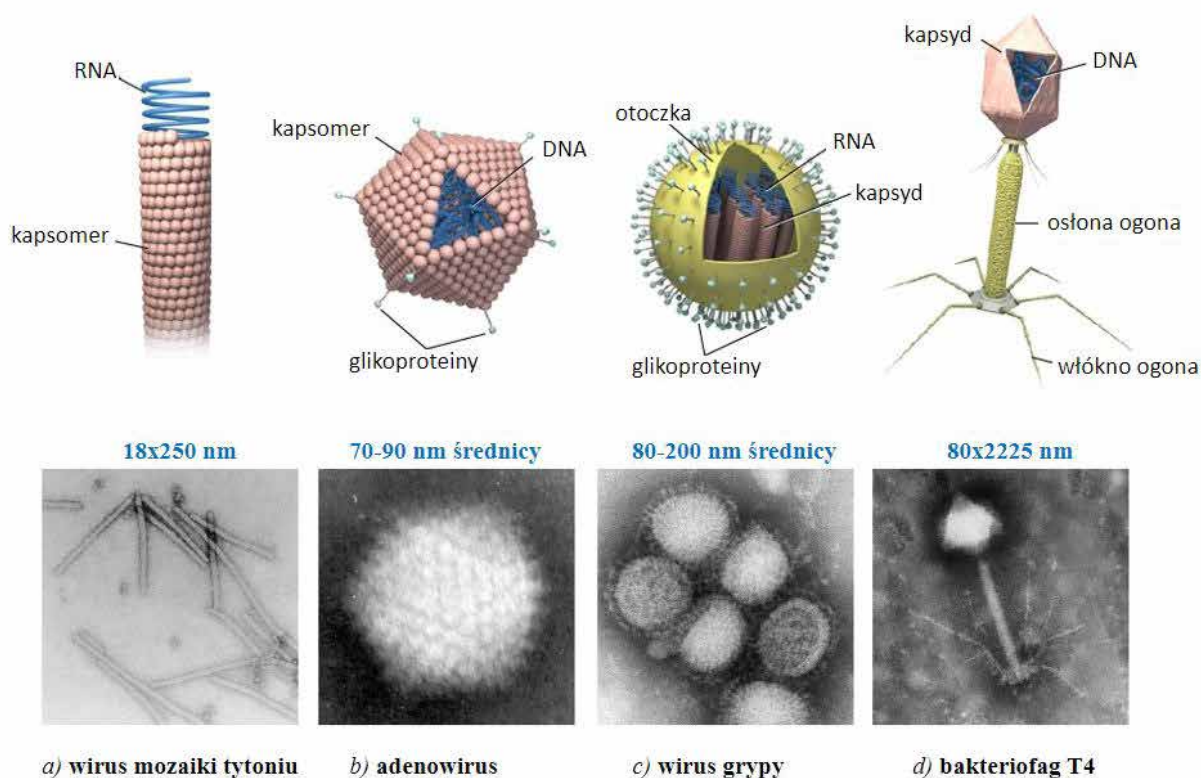 RNA
kapsomer
kapsomer
DNA
glikoproteiny
otoczka
RNA
kapsyd
glikoproteiny
kapsyd
DNA
osłona ogona
włókno ogona
18x250 nm
70-90 nm średnicy
80-200 nm średnicy
80x2225 nm
a) wirus mozaiki tytoniu
b) adenowirus
c) wirus grypy
d) bakteriofag T4